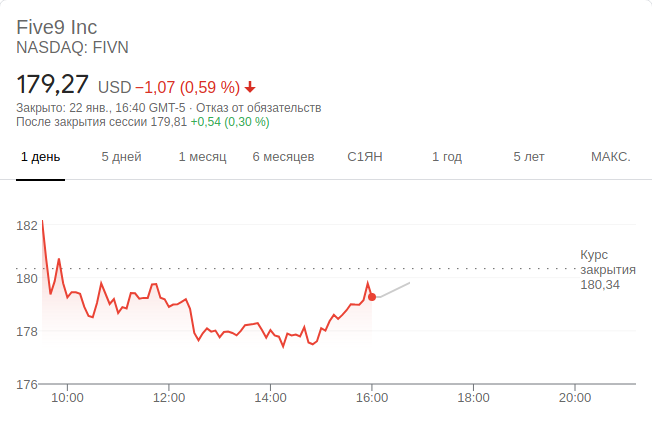 Five9 Inc
NASDAQ: FIVN
179,27 USD −1,07 (0,59 %)
Закрыто: 22 янв., 16:40 GMT-5 · Отказ от обязательств
После закрытия сессии 179,81 +0,54 (0,30 %)
1 день 5 дней 1 месяц 6 месяцев С1ЯН 1 год 5 лет МАКС.
182
Курс
закрытия
180,34
180
178
176
10:00 12:00 14:00 16:00 18:00 20:00